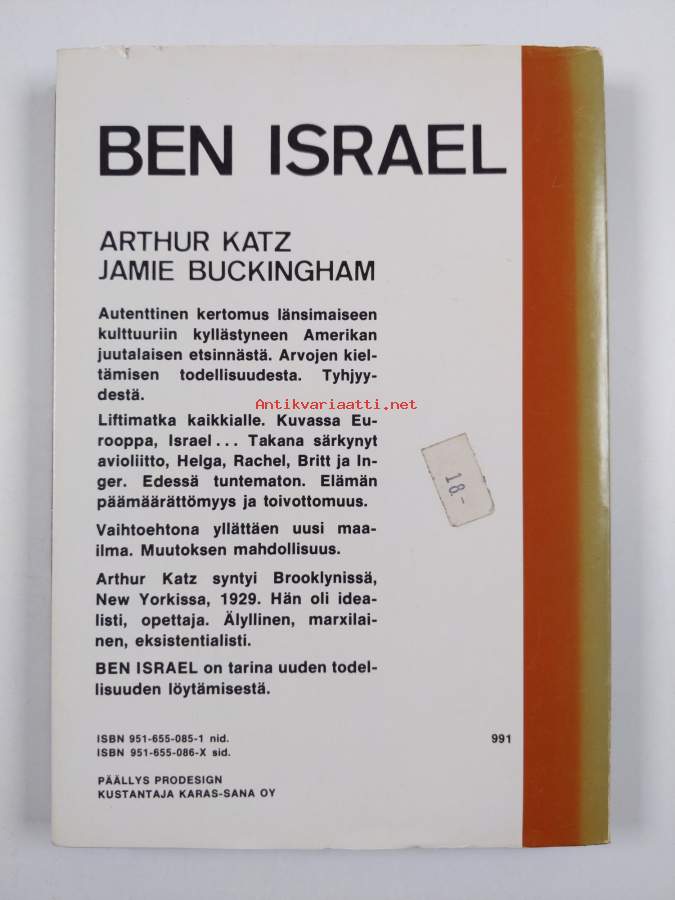 BEN ISRAEL
ARTHUR KATZ
JAMIE BUCKINGHAM
Autenttinen kertomus länsimaiseen
kulttuuriin kyllästyneen Amerikan
juutalaisen etsinnästä. Arvojen kiel-
tämisen todellisuudesta. Tyhjyy-
destä.
Antikvariaatti.net
Liftimatka kaikkialle. Kuvassa Eu-
rooppa, Israel... Takana särkynyt
avioliitto, Helga, Rachel, Britt ja In-
ger. Edessä tuntematon. Elämän
päämäärättömyys ja toivottomuus.
18-
Vaihtoehtona yllättäen uusi maa-
ilma. Muutoksen mahdollisuus.
Arthur Katz syntyi Brooklynissä,
New Yorkissa, 1929. Hän oli idea-
listi, opettaja. Älyllinen, marxilai-
nen, eksistentialisti.
BEN ISRAEL on tarina uuden todel-
lisuuden löytämisestä.
ISBN 951-655-085-1 nid.
ISBN 951-655-086-X sid.
991
PÄÄLLYS PRODESIGN
KUSTANTAJA KARAS-SANA OY